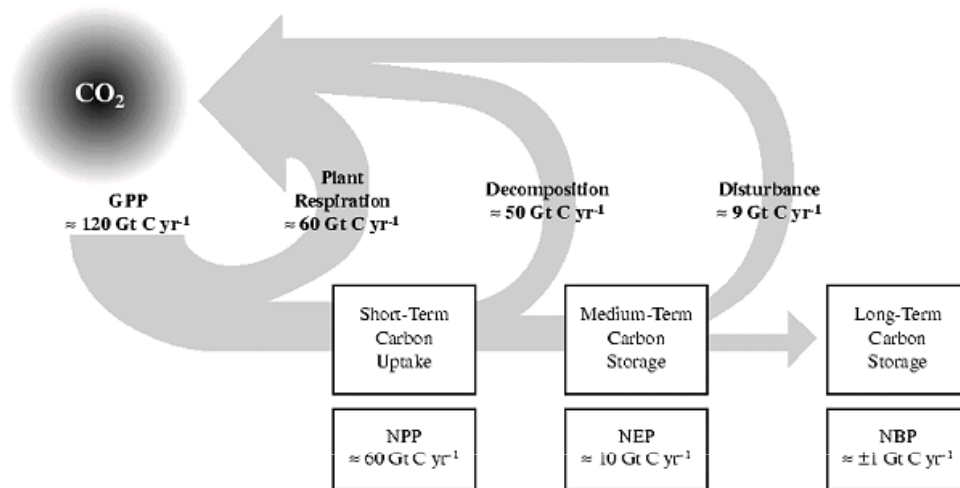 CO₂
GPP
≈ 120 Gt C yr⁻¹
Plant
Respiration
≈ 60 Gt C yr⁻¹
Decomposition
≈ 50 Gt C yr⁻¹
Disturbance
≈ 9 Gt C yr⁻¹
Short-Term
Carbon
Uptake
Medium-Term
Carbon
Storage
Long-Term
Carbon
Storage
NPP
≈ 60 Gt C yr⁻¹
NEP
≈ 10 Gt C yr⁻¹
NBP
≈ ±1 Gt C yr⁻¹